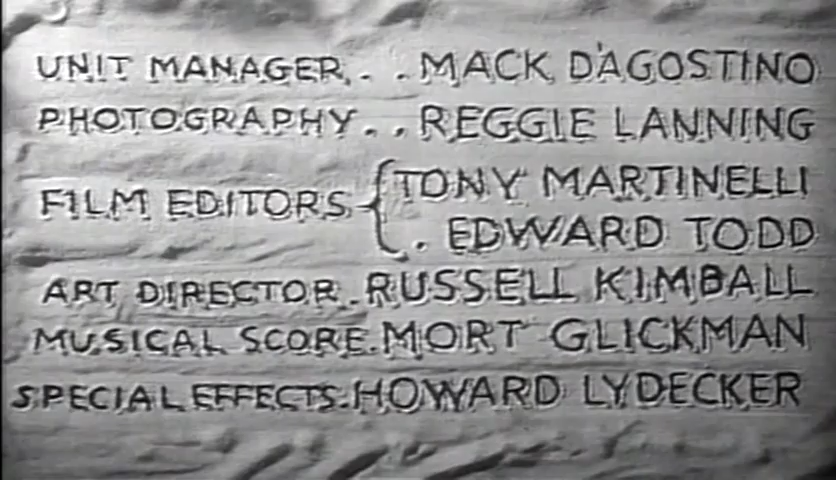 UNIT MANAGER. . . MACK D'AGOSTINO
PHOTOGRAPHY . . REGGIE LANNING
FILM EDITORS { TONY MARTINELLI
. EDWARD TODD
ART DIRECTOR . RUSSELL KIMBALL
MUSICAL SCORE . MORT GLICKMAN
SPECIAL EFFECTS . HOWARD LYDECKER